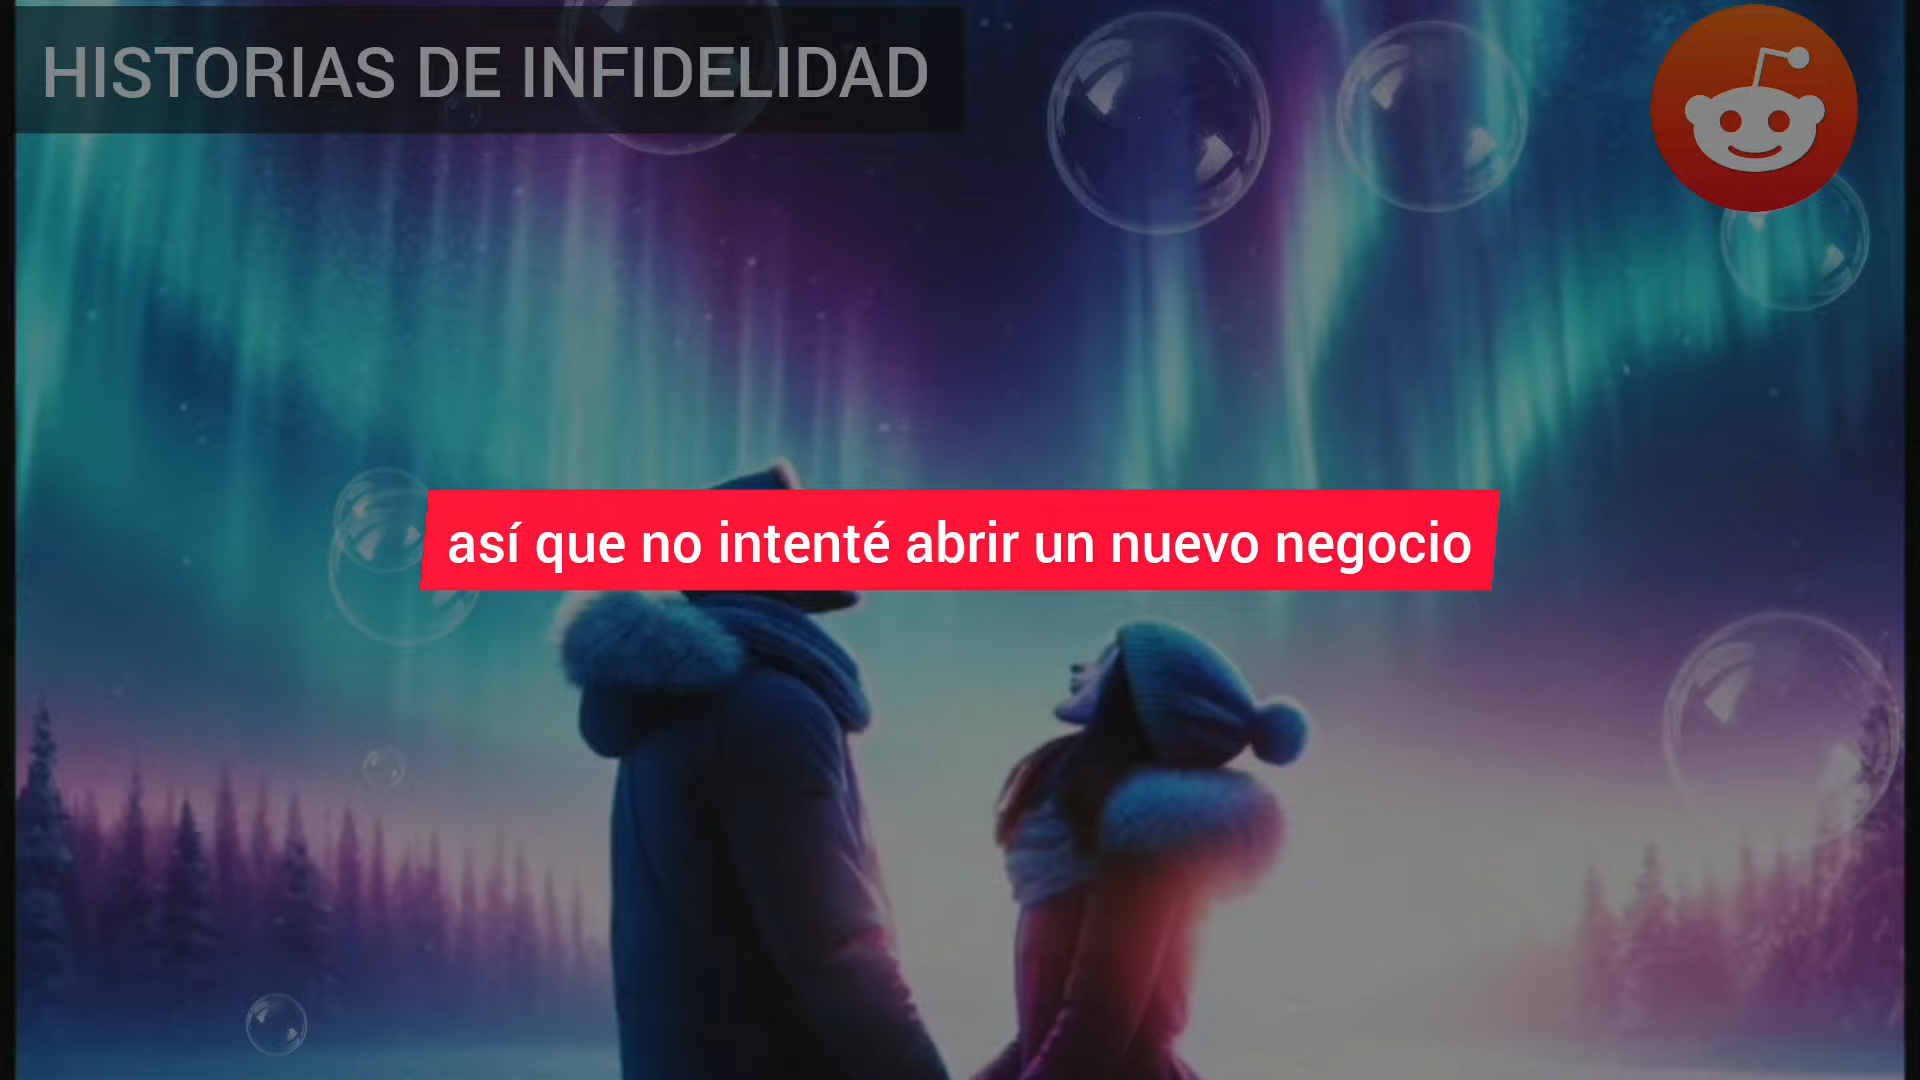 HISTORIAS DE INFIDELIDAD
así que no intenté abrir un nuevo negocio